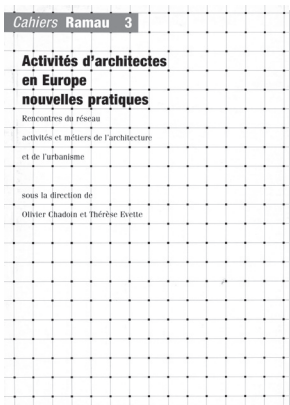 Cahiers Ramau 3
Activités d'architectes
en Europe
nouvelles pratiques
Rencontres du réseau
activités et métiers de l'architecture
et de l'urbanisme
sous la direction de
Olivier Chadoin et Thérèse Evette